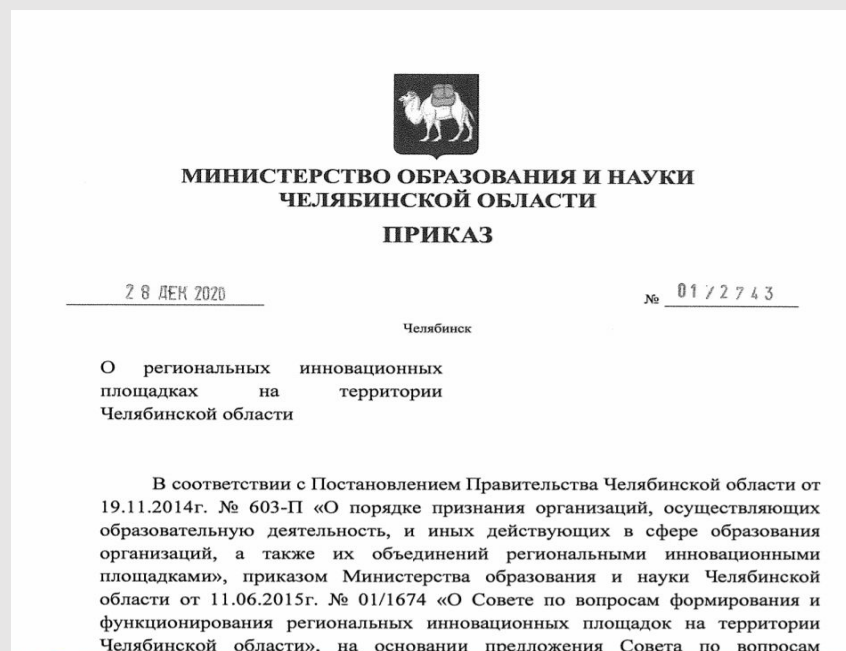 МИНИСТЕРСТВО ОБРАЗОВАНИЯ И НАУКИ
ЧЕЛЯБИНСКОЙ ОБЛАСТИ
ПРИКАЗ
28 ДЕК 2020
№ 01/2743
Челябинск
О региональных инновационных
площадках на территории
Челябинской области
В соответствии с Постановлением Правительства Челябинской области от
19.11.2014г. № 603-П «О порядке признания организаций, осуществляющих
образовательную деятельность, и иных действующих в сфере образования
организаций, а также их объединений региональными инновационными
площадками», приказом Министерства образования и науки Челябинской
области от 11.06.2015г. № 01/1674 «О Совете по вопросам формирования и
функционирования региональных инновационных площадок на территории
Челябинской области», на основании предложения Совета по вопросам